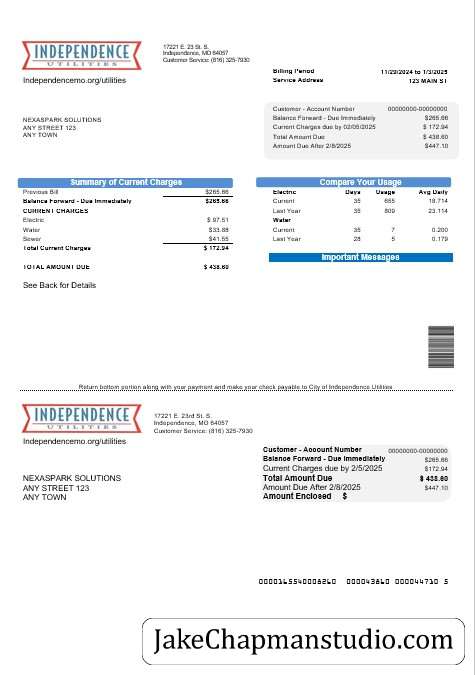 INDEPENDENCE
UTILITIES
Independencemo.org/utilities
17221 E. 23 St. S.
Independence, MO 64057
Customer Service: (816) 325-7930
Billing Period 11/29/2024 to 1/3/2025
Service Address 123 MAIN ST
NEXASPARK SOLUTIONS
ANY STREET 123
ANY TOWN
Customer - Account Number 00000000-00000000
Balance Forward - Due Immediately $265.66
Current Charges due by 02/05/2025 $ 172.94
Total Amount Due $ 438.60
Amount Due After 2/8/2025 $447.10
Summary of Current Charges
Previous Bill $265.66
Balance Forward - Due Immediately $265.66
CURRENT CHARGES
Electric $ 97.51
Water $33.88
Sewer $41.55
Total Current Charges $ 172.94
TOTAL AMOUNT DUE $ 438.60
See Back for Details
Compare Your Usage
Electric Days Usage Avg Daily
Current 35 655 18.714
Last Year 35 809 23.114
Water
Current 35 7 0.200
Last Year 28 5 0.179
Important Messages
Return bottom portion along with your payment and make your check payable to City of Independence Utilities
INDEPENDENCE
UTILITIES
Independencemo.org/utilities
17221 E. 23rd St. S.
Independence, MO 64057
Customer Service: (816) 325-7930
NEXASPARK SOLUTIONS
ANY STREET 123
ANY TOWN
Customer - Account Number 00000000-00000000
Balance Forward - Due Immediately $265.66
Current Charges due by 2/5/2025 $172.94
Total Amount Due $ 438.60
Amount Due After 2/8/2025 $447.10
Amount Enclosed $
0000165540008260 000043860 000044710 5
JakeChapmanstudio.com